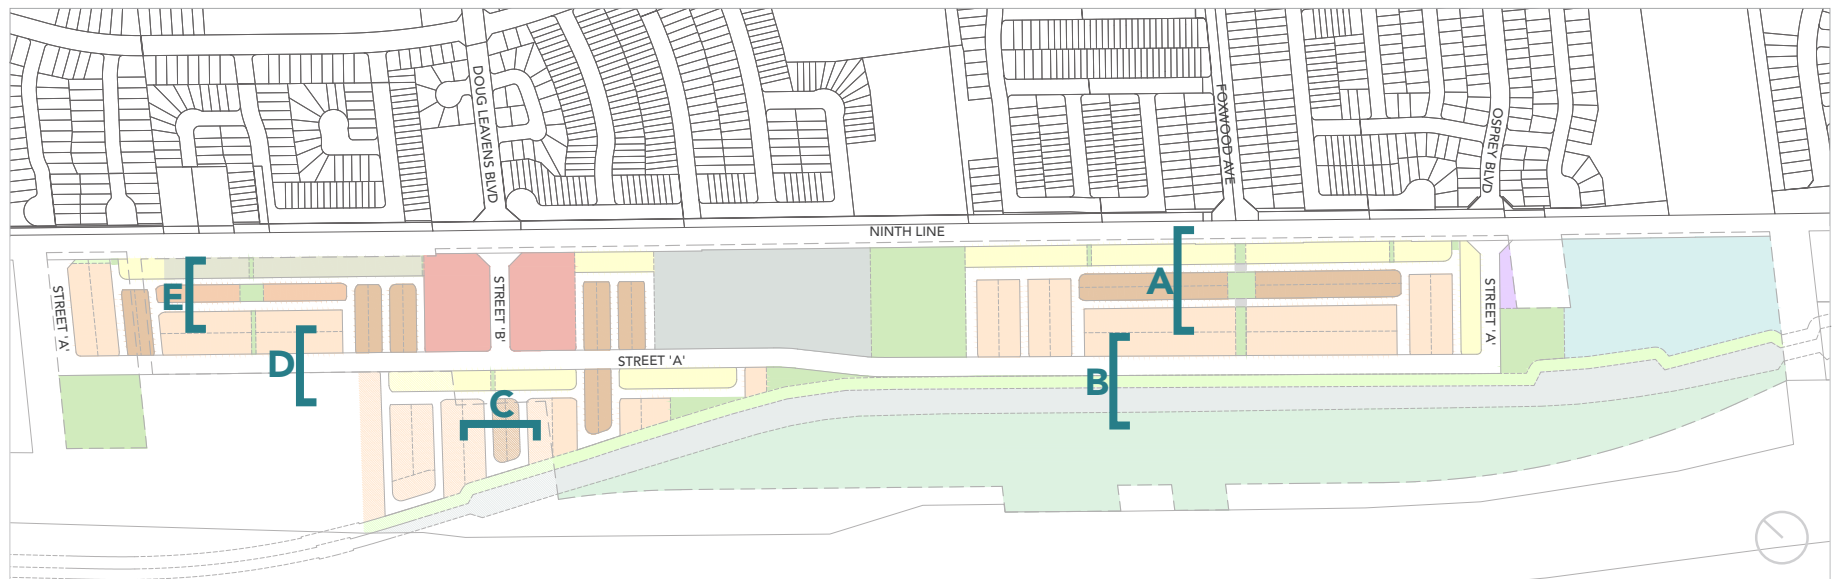 DOUG LEAVENS BLVD
FOXWOOD AVE
OSPREY BLVD
NINTH LINE
A
E
STREET 'A'
STREET 'B'
STREET 'A'
STREET 'A'
D
B
C